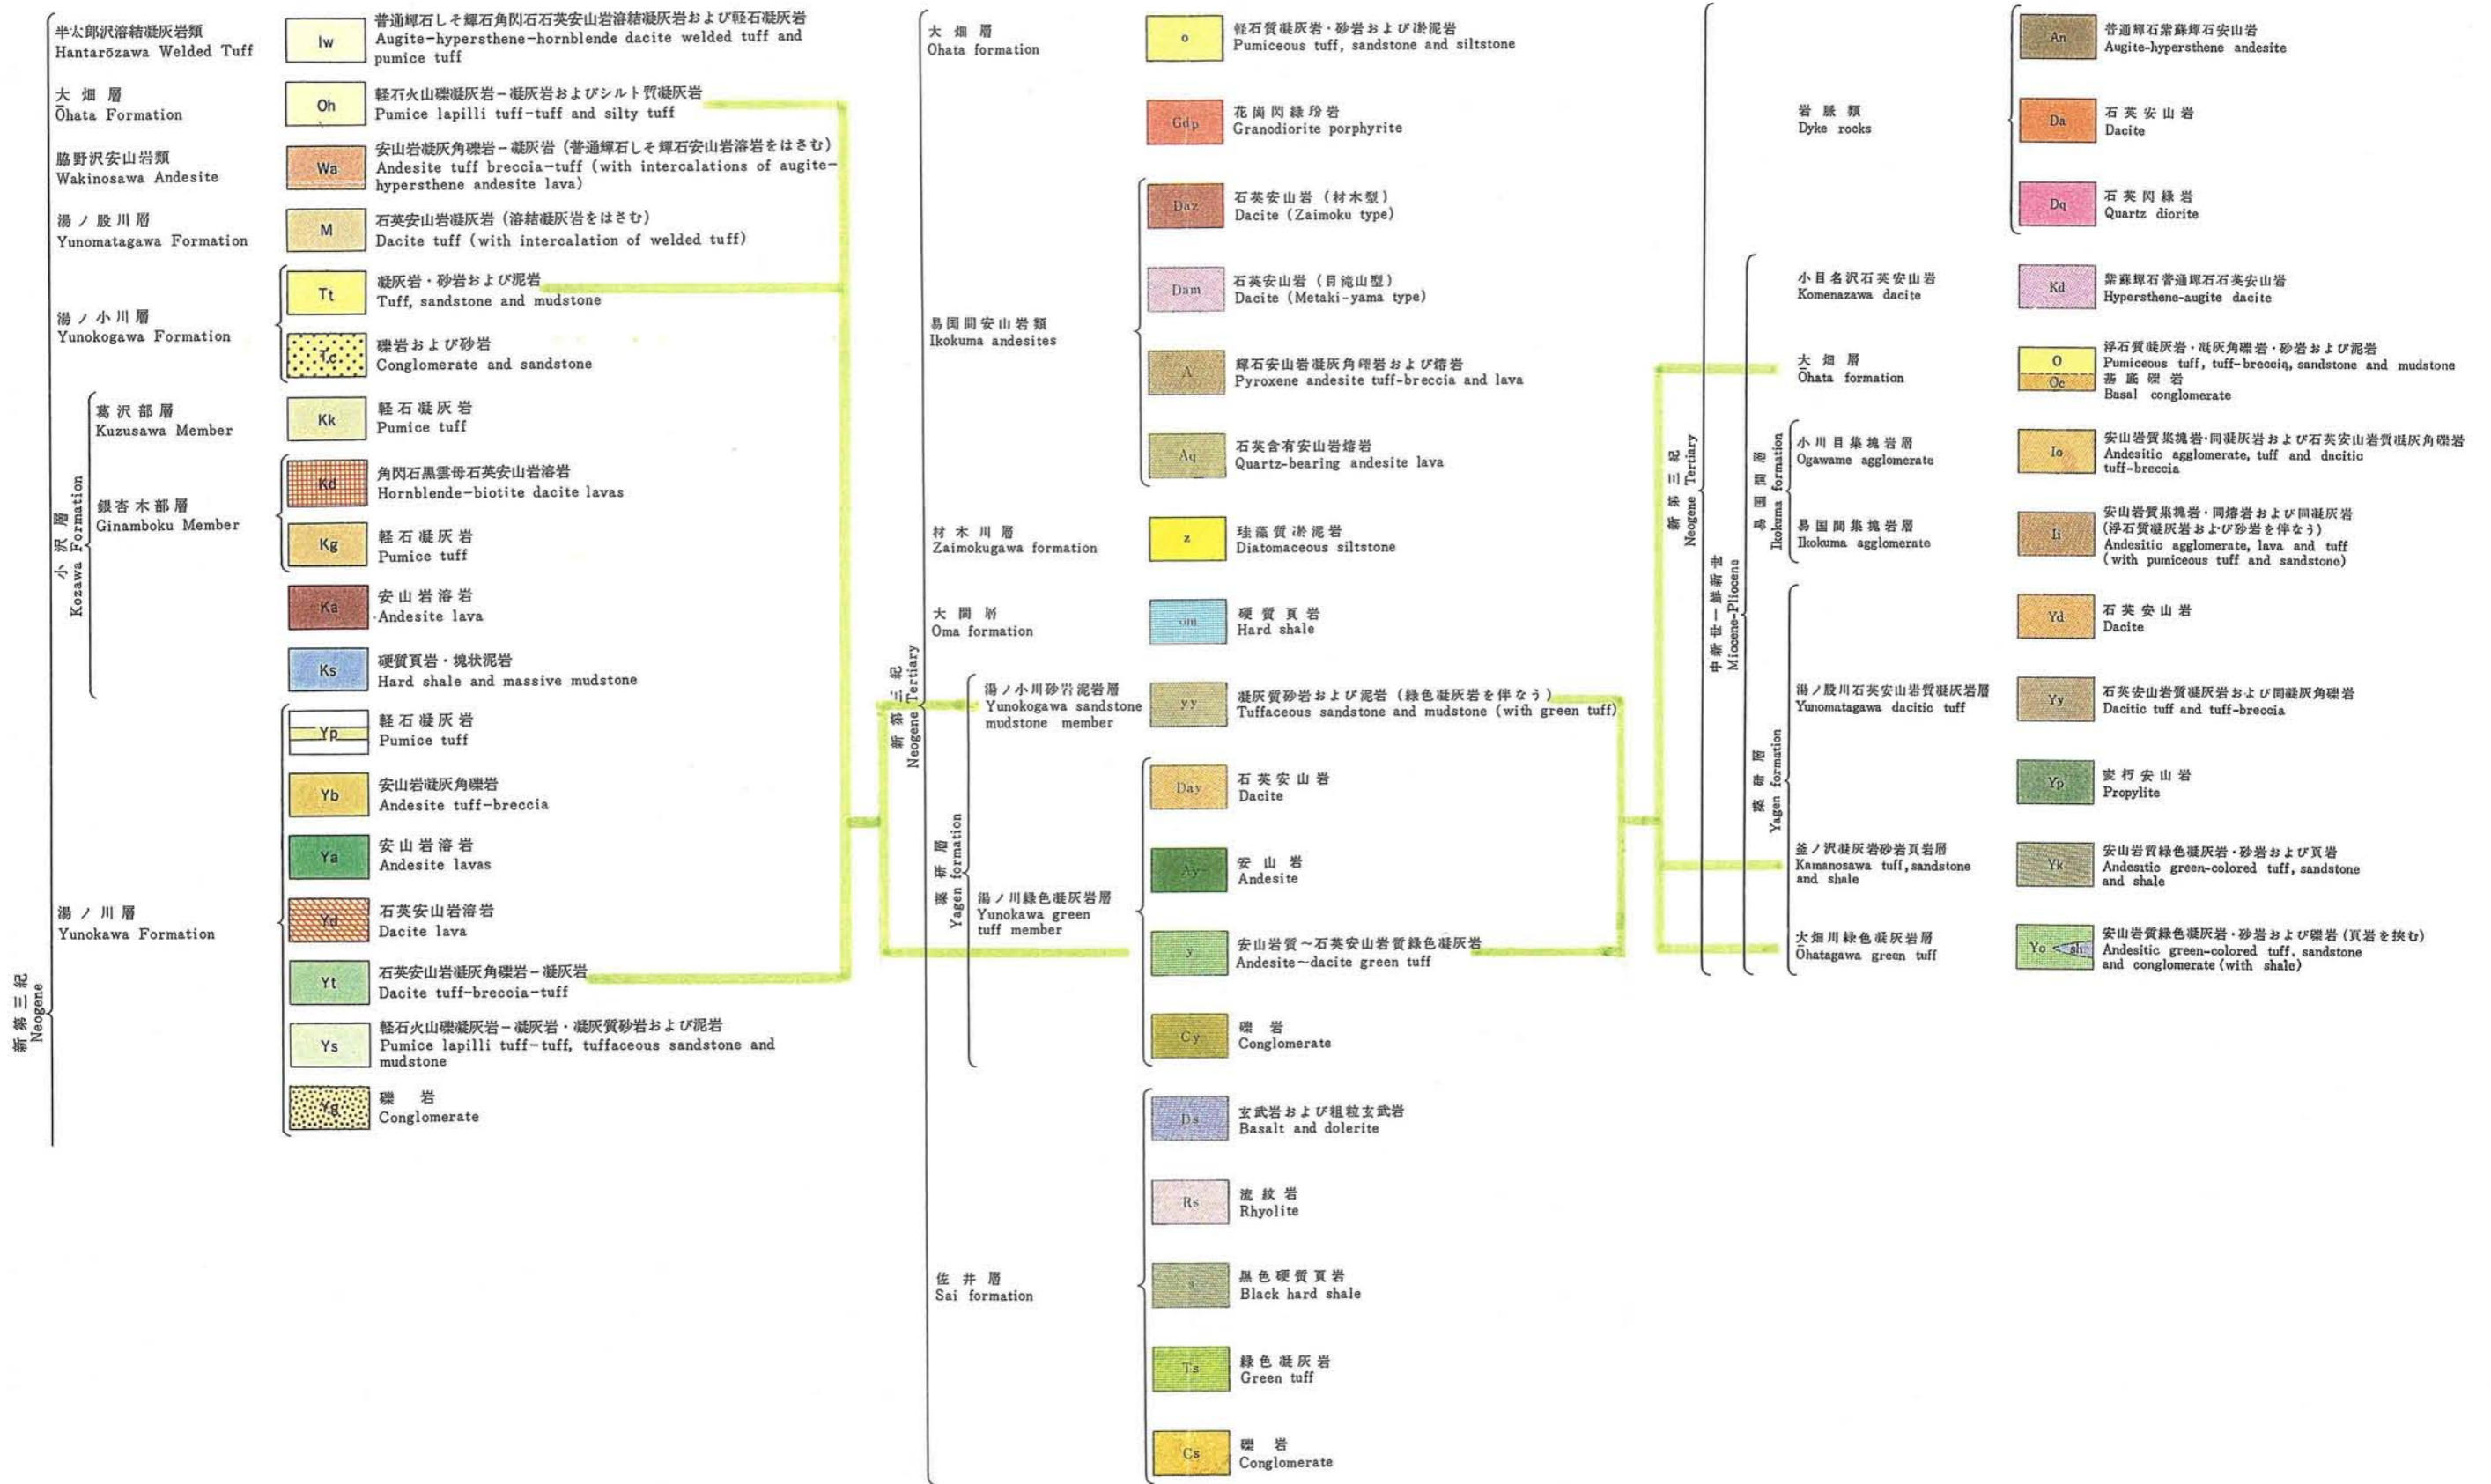 新第三紀
Neogene
半太郎沢溶結凝灰岩類
Hantarōzawa Welded Tuff
Iw
普通輝石しそ輝石角閃石石英安山岩溶結凝灰岩および軽石凝灰岩
Augite-hypersthene-hornblende dacite welded tuff and
pumice tuff
大畑層
Ōhata Formation
Oh
軽石火山礫凝灰岩－凝灰岩およびシルト質凝灰岩
Pumice lapilli tuff-tuff and silty tuff
脇野沢安山岩類
Wakinosawa Andesite
Wa
安山岩凝灰角礫岩－凝灰岩（普通輝石しそ輝石安山岩溶岩をはさむ）
Andesite tuff breccia-tuff (with intercalations of augite-
hypersthene andesite lava)
湯ノ股川層
Yunomatagawa Formation
M
石英安山岩凝灰岩（溶結凝灰岩をはさむ）
Dacite tuff (with intercalation of welded tuff)
湯ノ小川層
Yunokogawa Formation
Tt
凝灰岩・砂岩および泥岩
Tuff, sandstone and mudstone
Tc
礫岩および砂岩
Conglomerate and sandstone
小沢層
Kozawa Formation
葛沢部層
Kuzusawa Member
Kk
軽石凝灰岩
Pumice tuff
銀杏木部層
Ginamboku Member
Kd
角閃石黒雲母石英安山岩溶岩
Hornblende-biotite dacite lavas
Kg
軽石凝灰岩
Pumice tuff
Ka
安山岩溶岩
Andesite lava
Ks
硬質頁岩・塊状泥岩
Hard shale and massive mudstone
湯ノ川層
Yunokawa Formation
Yp
軽石凝灰岩
Pumice tuff
Yb
安山岩凝灰角礫岩
Andesite tuff-breccia
Ya
安山岩溶岩
Andesite lavas
Yd
石英安山岩溶岩
Dacite lava
Yt
石英安山岩凝灰角礫岩－凝灰岩
Dacite tuff-breccia-tuff
Ys
軽石火山礫凝灰岩－凝灰岩・凝灰質砂岩および泥岩
Pumice lapilli tuff-tuff, tuffaceous sandstone and
mudstone
Yg
礫岩
Conglomerate
新第三紀
Neogene Tertiary
大畑層
Ohata formation
o
軽石質凝灰岩・砂岩および淤泥岩
Pumiceous tuff, sandstone and siltstone
Gdp
花崗閃緑玢岩
Granodiorite porphyrite
易国間安山岩類
Ikokuma andesites
Daz
石英安山岩（材木型）
Dacite (Zaimoku type)
Dam
石英安山岩（目滝山型）
Dacite (Metaki-yama type)
A
輝石安山岩凝灰角礫岩および熔岩
Pyroxene andesite tuff-breccia and lava
Aq
石英含有安山岩熔岩
Quartz-bearing andesite lava
材木川層
Zaimokugawa formation
z
珪藻質淤泥岩
Diatomaceous siltstone
大間層
Oma formation
om
硬質頁岩
Hard shale
薬研層
Yagen formation
湯ノ小川砂岩泥岩層
Yunokogawa sandstone
mudstone member
yy
凝灰質砂岩および泥岩（緑色凝灰岩を伴なう）
Tuffaceous sandstone and mudstone (with green tuff)
湯ノ川緑色凝灰岩層
Yunokawa green
tuff member
Day
石英安山岩
Dacite
Ay
安山岩
Andesite
y
安山岩質～石英安山岩質緑色凝灰岩
Andesite～dacite green tuff
Cy
礫岩
Conglomerate
佐井層
Sai formation
Ds
玄武岩および粗粒玄武岩
Basalt and dolerite
Rs
流紋岩
Rhyolite
s
黒色硬質頁岩
Black hard shale
Ts
緑色凝灰岩
Green tuff
Cs
礫岩
Conglomerate
新第三紀
Neogene Tertiary
中新世－鮮新世
Miocene-Pliocene
岩脈類
Dyke rocks
An
普通輝石紫蘇輝石安山岩
Augite-hypersthene andesite
Da
石英安山岩
Dacite
Dq
石英閃緑岩
Quartz diorite
小目名沢石英安山岩
Komenazawa dacite
Kd
紫蘇輝石普通輝石石英安山岩
Hypersthene-augite dacite
大畑層
Ōhata formation
O
浮石質凝灰岩・凝灰角礫岩・砂岩および泥岩
Pumiceous tuff, tuff-breccia, sandstone and mudstone
Oc
基底礫岩
Basal conglomerate
易国間層
Ikokuma formation
小川目集塊岩層
Ogawame agglomerate
Io
安山岩質集塊岩・同凝灰岩および石英安山岩質凝灰角礫岩
Andesitic agglomerate, tuff and dacitic
tuff-breccia
易国間集塊岩層
Ikokuma agglomerate
Ii
安山岩質集塊岩・同熔岩および同凝灰岩
（浮石質凝灰岩および砂岩を伴なう）
Andesitic agglomerate, lava and tuff
(with pumiceous tuff and sandstone)
薬研層
Yagen formation
Yd
石英安山岩
Dacite
湯ノ股川石英安山岩質凝灰岩層
Yunomatagawa dacitic tuff
Yy
石英安山岩質凝灰岩および同凝灰角礫岩
Dacitic tuff and tuff-breccia
Yp
変朽安山岩
Propylite
釜ノ沢凝灰岩砂岩頁岩層
Kamanosawa tuff, sandstone
and shale
Yk
安山岩質緑色凝灰岩・砂岩および頁岩
Andesitic green-colored tuff, sandstone
and shale
大畑川緑色凝灰岩層
Ōhatagawa green tuff
Yo sh
安山岩質緑色凝灰岩・砂岩および礫岩（頁岩を挟む）
Andesitic green-colored tuff, sandstone
and conglomerate (with shale)